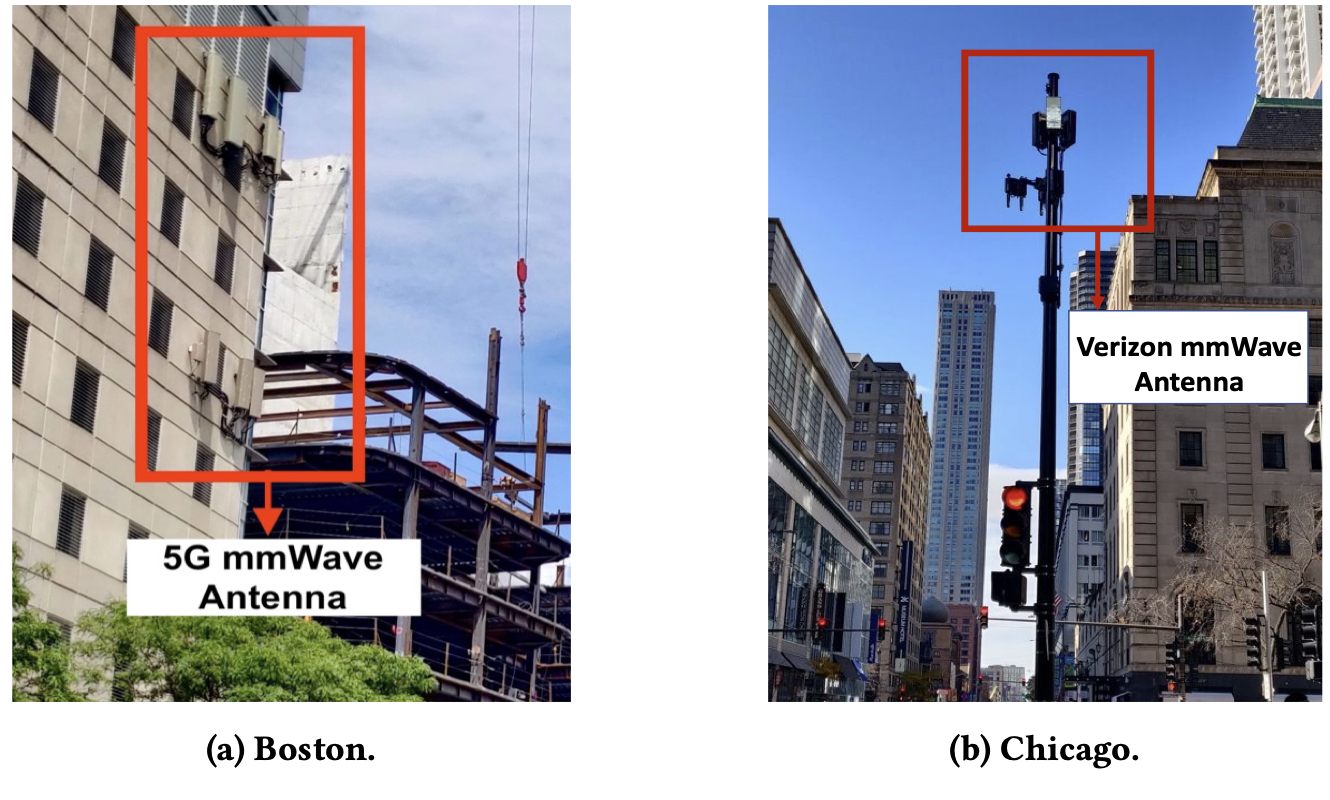 5G mmWave
Antenna
Verizon mmWave
Antenna
(a) Boston.
(b) Chicago.